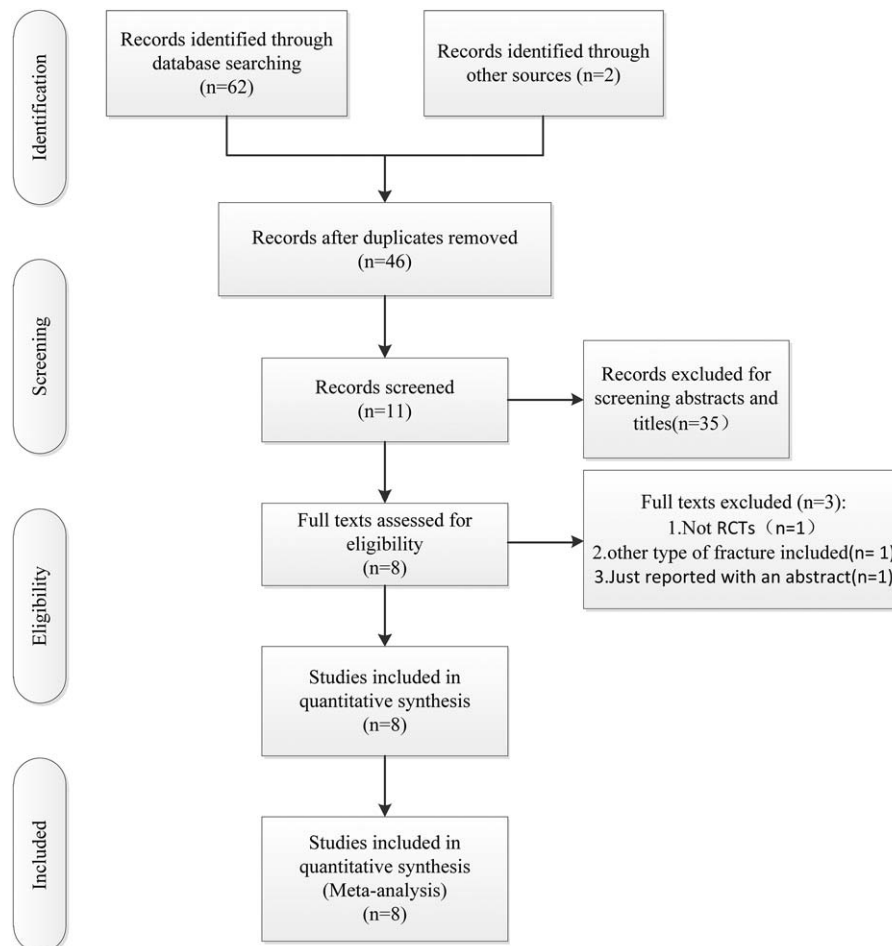 Identification
Records identified through
database searching
(n=62)
Records identified through
other sources (n=2)
Records after duplicates removed
(n=46)
Screening
Records screened
(n=11)
Records excluded for
screening abstracts and
titles(n=35）
Eligibility
Full texts assessed for
eligibility
(n=8)
Full texts excluded (n=3):
1.Not RCTs（n=1）
2.other type of fracture included(n= 1)
3.Just reported with an abstract(n=1)
Studies included in
quantitative synthesis
(n=8)
Included
Studies included in
quantitative synthesis
(Meta-analysis)
(n=8)